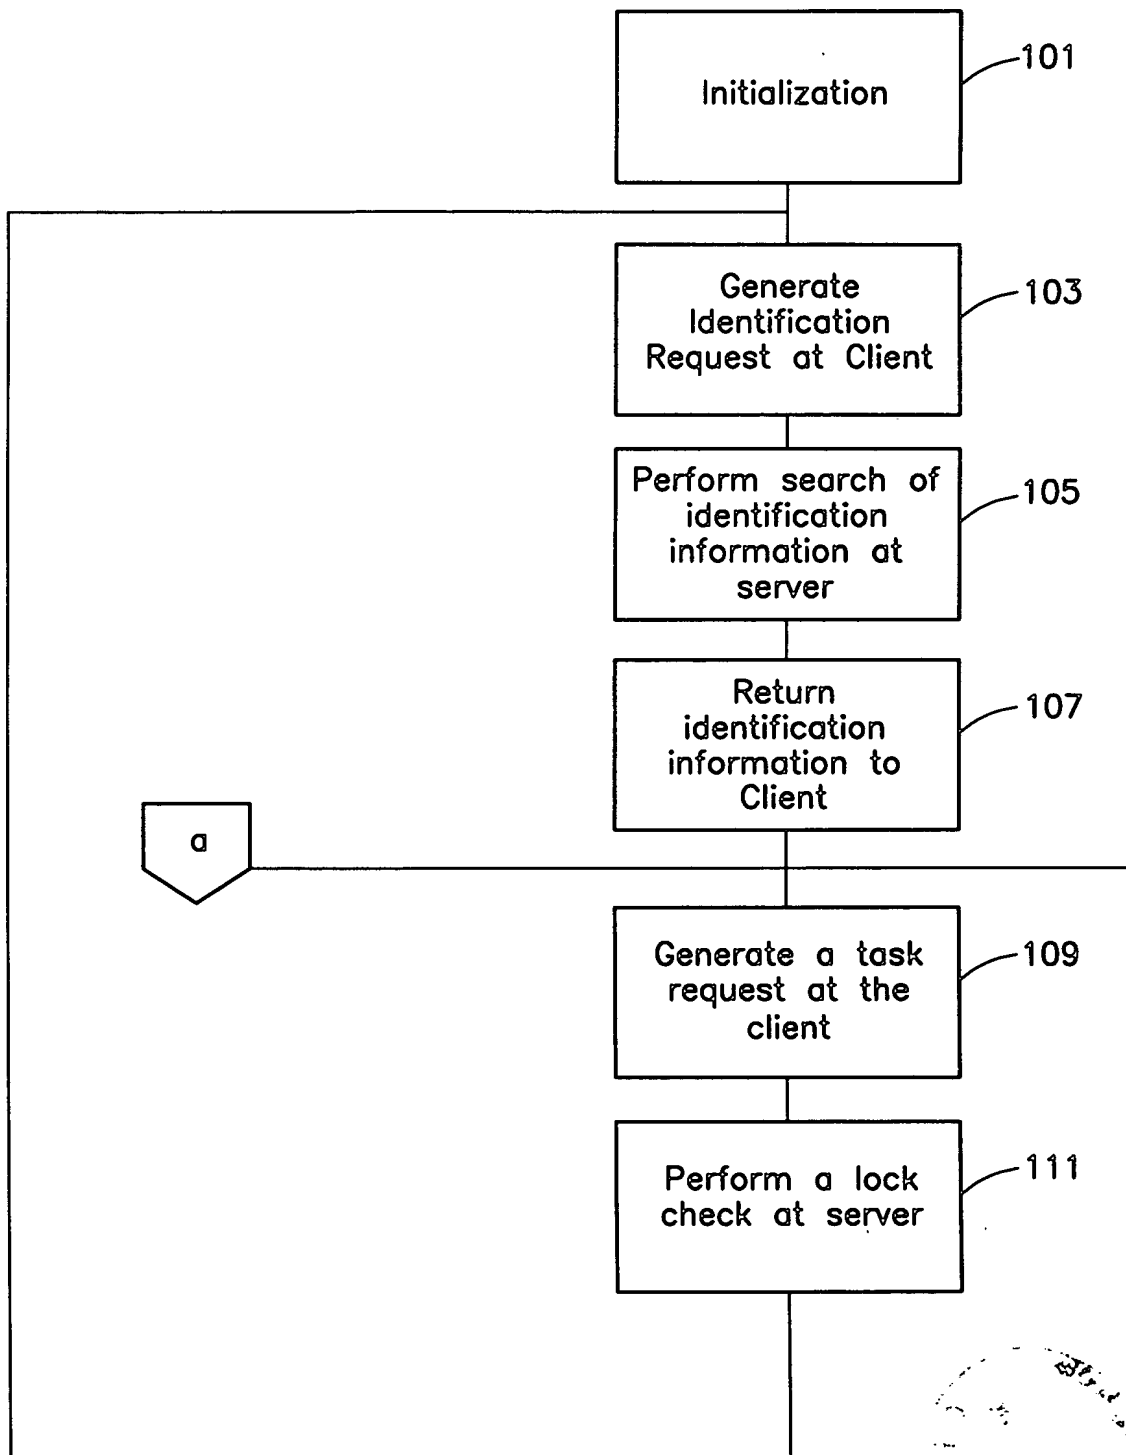 Initialization
101
Generate
Identification
Request at Client
103
Perform search of
identification
information at
server
105
Return
identification
information to
Client
107
a
Generate a task
request at the
client
109
Perform a lock
check at server
111